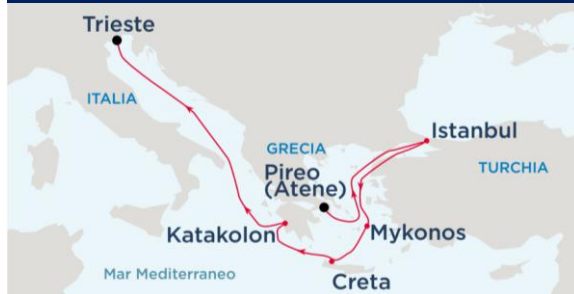 Trieste
ITALIA
Istanbul
GRECIA
TURCHIA
Pireo
(Atene)
Katakolon
Mykonos
Mar Mediterraneo
Creta